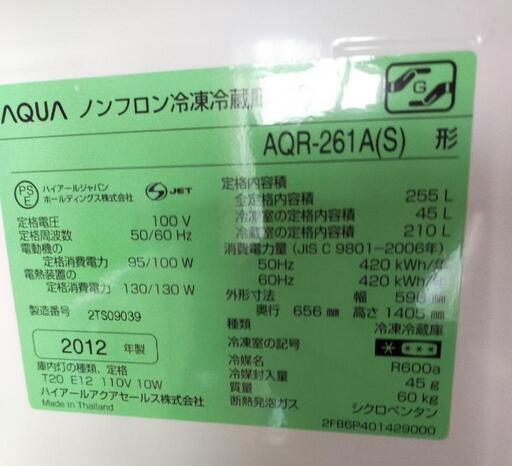 AQUA ノンフロン冷凍冷蔵庫
G
AQR-261A(S) 形
PS E ハイアールジャパン ホールディングス株式会社 S JET
定格電圧 100 V
定格周波数 50/60 Hz
電動機の
定格消費電力 95/100 W
電熱装置の
定格消費電力 130/130 W
製造番号 2TS09039
2012 年製
庫内灯の種類、定格
T20 E12 110V 10W
ハイアールアクアセールス株式会社
Made in Thailand
定格内容積
全定格内容積 255 L
冷凍室の定格内容積 45 L
冷蔵室の定格内容積 210 L
消費電力量 (JIS C 9801-2006年)
50Hz 420 kWh/年
60Hz 420 kWh/年
外形寸法 幅 596 mm
奥行 656 mm 高さ 1405 mm
種類 冷凍冷蔵庫
冷凍室の記号 * ***
冷媒名 R600a
冷媒封入量 45 g
質量 60 kg
断熱発泡ガス シクロペンタン
2FB6P401429000